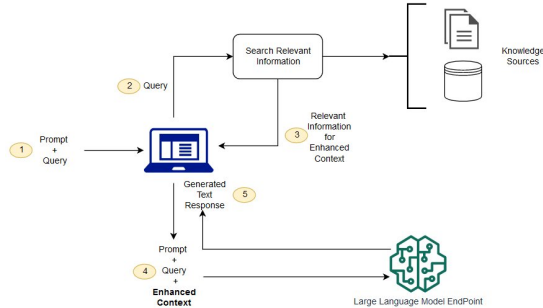 Search Relevant
Information
Knowledge
Sources
2
Query
3
Relevant
Information
for
Enhanced
Context
1
Prompt
+
Query
Generated
Text
Response
5
4
Prompt
+
Query
+
Enhanced
Context
Large Language Model EndPoint